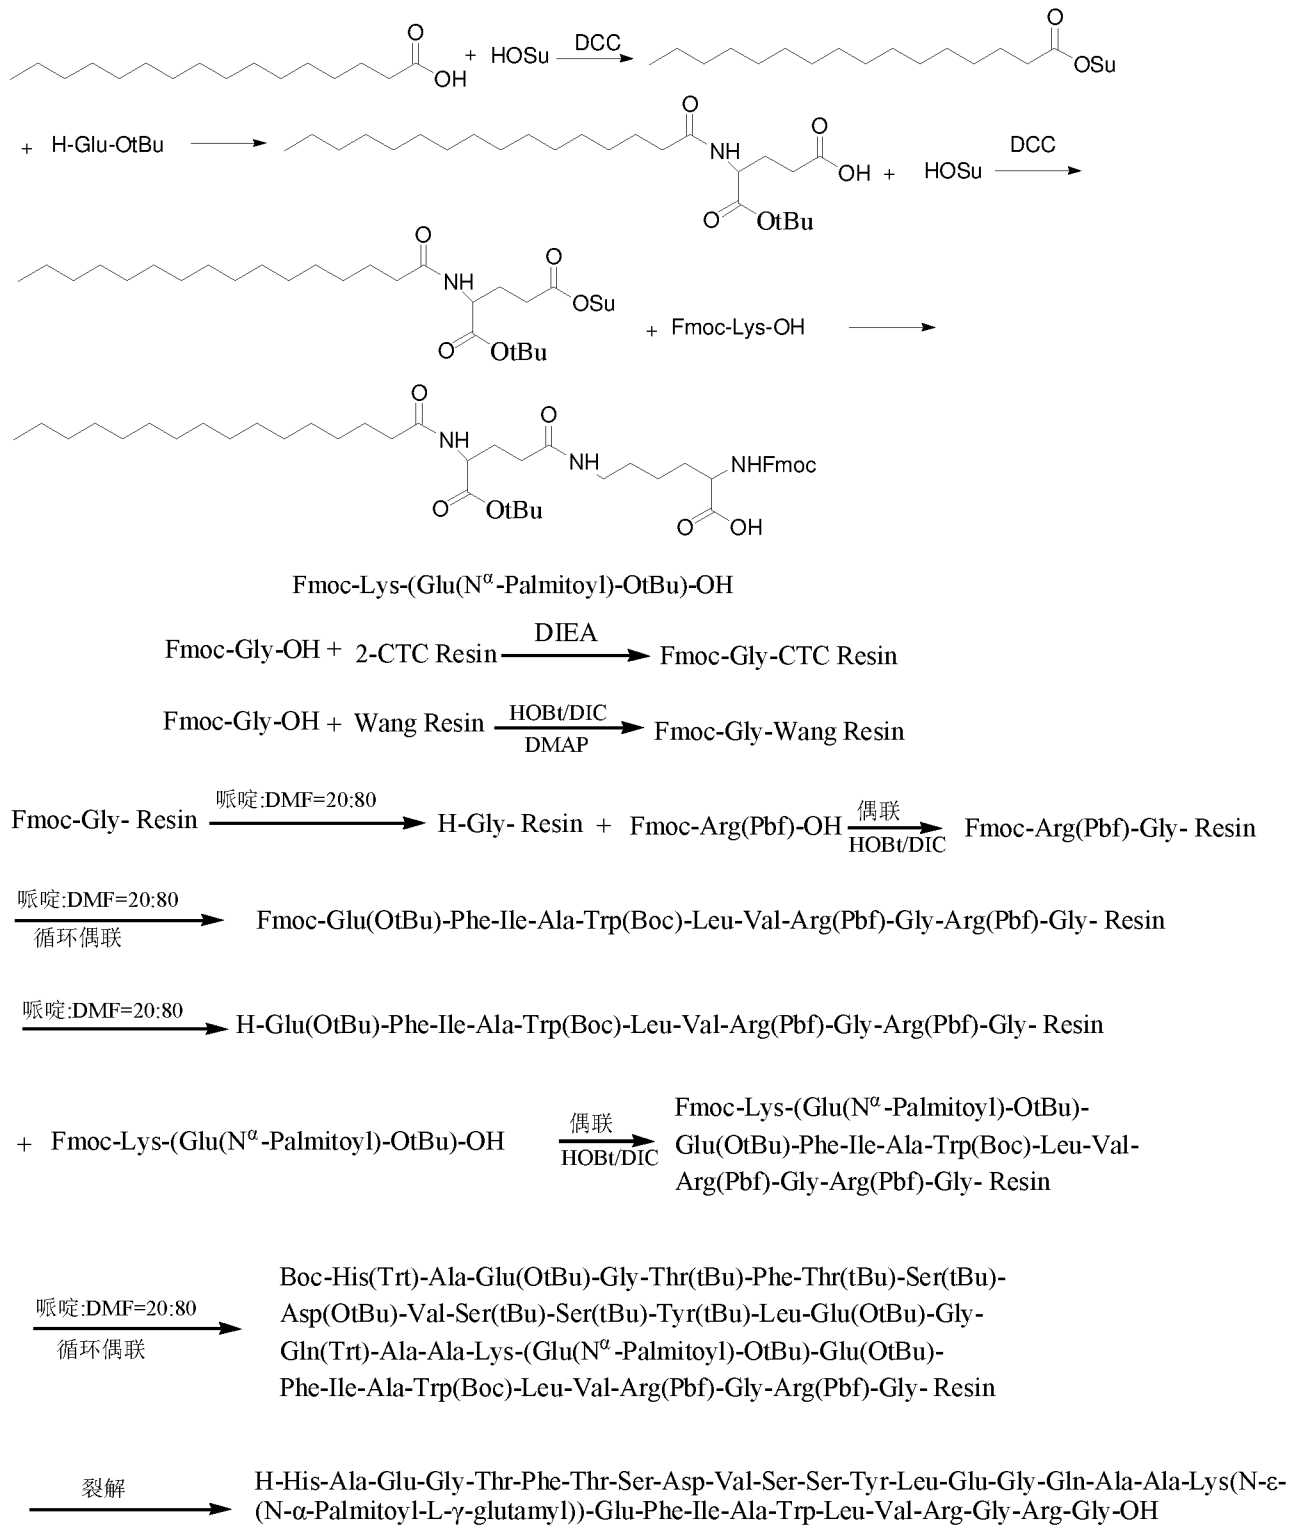 O
OH
+ HOSu
DCC
O
OSu
+ H-Glu-OtBu
O
NH
O
OH
O
OtBu
+ HOSu
DCC
O
NH
O
OSu
O
OtBu
+ Fmoc-Lys-OH
O
NH
O
NH
O
OtBu
NHFmoc
O
OH
Fmoc-Lys-(Glu(Nα-Palmitoyl)-OtBu)-OH
Fmoc-Gly-OH + 2-CTC Resin DIEA Fmoc-Gly-CTC Resin
Fmoc-Gly-OH + Wang Resin HOBt/DIC DMAP Fmoc-Gly-Wang Resin
Fmoc-Gly- Resin 哌啶:DMF=20:80 H-Gly- Resin + Fmoc-Arg(Pbf)-OH 偶联 HOBt/DIC Fmoc-Arg(Pbf)-Gly- Resin
哌啶:DMF=20:80
循环偶联
Fmoc-Glu(OtBu)-Phe-Ile-Ala-Trp(Boc)-Leu-Val-Arg(Pbf)-Gly-Arg(Pbf)-Gly- Resin
哌啶:DMF=20:80
H-Glu(OtBu)-Phe-Ile-Ala-Trp(Boc)-Leu-Val-Arg(Pbf)-Gly-Arg(Pbf)-Gly- Resin
+ Fmoc-Lys-(Glu(Nα-Palmitoyl)-OtBu)-OH
偶联
HOBt/DIC
Fmoc-Lys-(Glu(Nα-Palmitoyl)-OtBu)-
Glu(OtBu)-Phe-Ile-Ala-Trp(Boc)-Leu-Val-
Arg(Pbf)-Gly-Arg(Pbf)-Gly- Resin
哌啶:DMF=20:80
循环偶联
Boc-His(Trt)-Ala-Glu(OtBu)-Gly-Thr(tBu)-Phe-Thr(tBu)-Ser(tBu)-
Asp(OtBu)-Val-Ser(tBu)-Ser(tBu)-Tyr(tBu)-Leu-Glu(OtBu)-Gly-
Gln(Trt)-Ala-Ala-Lys-(Glu(Nα-Palmitoyl)-OtBu)-Glu(OtBu)-
Phe-Ile-Ala-Trp(Boc)-Leu-Val-Arg(Pbf)-Gly-Arg(Pbf)-Gly- Resin
裂解
H-His-Ala-Glu-Gly-Thr-Phe-Thr-Ser-Asp-Val-Ser-Ser-Tyr-Leu-Glu-Gly-Gln-Ala-Ala-Lys(N-ε-
(N-α-Palmitoyl-L-γ-glutamyl))-Glu-Phe-Ile-Ala-Trp-Leu-Val-Arg-Gly-Arg-Gly-OH